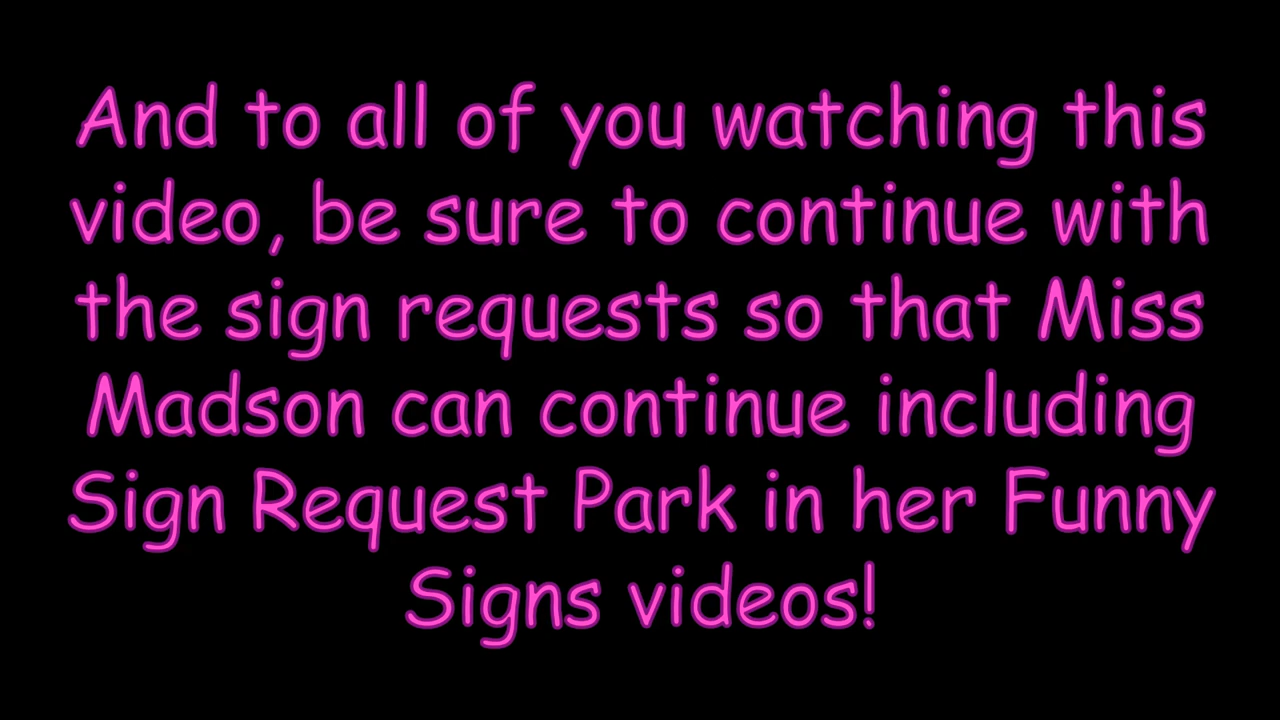 And to all of you watching this
video, be sure to continue with
the sign requests so that Miss
Madson can continue including
Sign Request Park in her Funny
Signs videos!